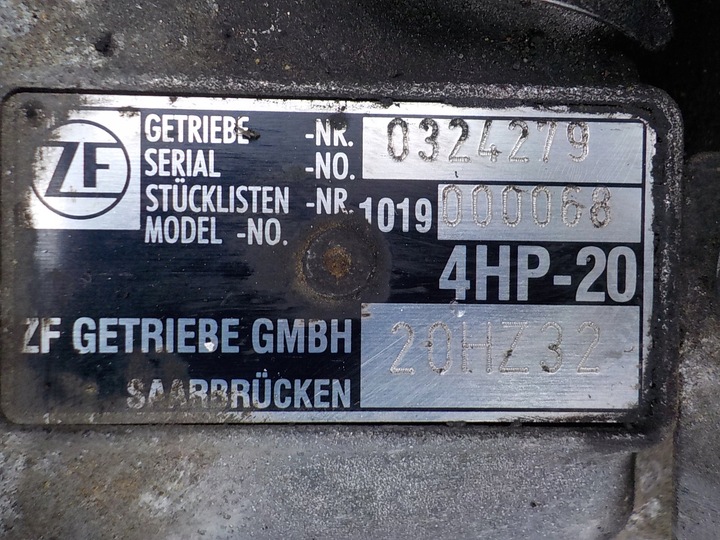 ZF
GETRIEBE -NR. 0324279
SERIAL -NO.
STÜCKLISTEN -NR. 1019 000068
MODEL -NO.
4HP-20
ZF GETRIEBE GMBH 20HZ32
SAARBRÜCKEN